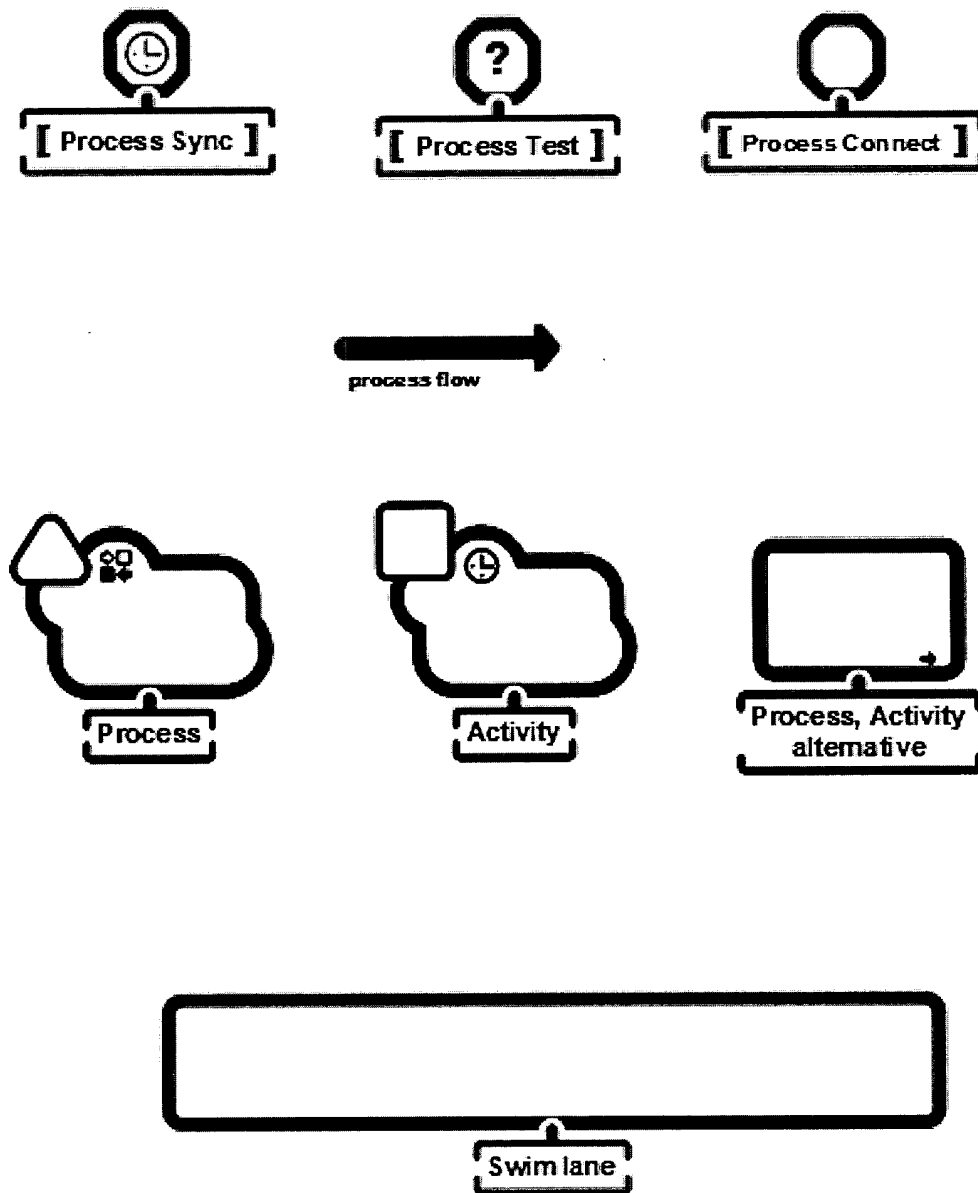 ?
[ Process Sync ]
[ Process Test ]
[ Process Connect ]
process flow
Process
Activity
Process, Activity
alternative
Swim lane